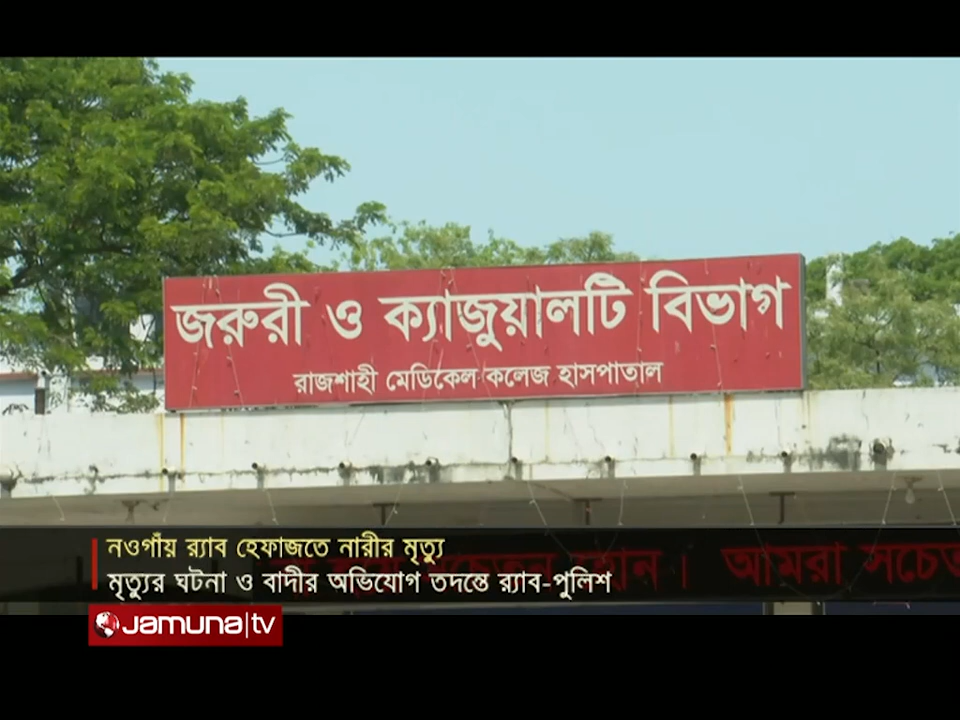 জরুরী ও ক্যাজুয়ালটি বিভাগ
রাজশাহী মেডিকেল কলেজ হাসপাতাল
নওগাঁয় র‍্যাব হেফাজতে নারীর মৃত্যু
মৃত্যুর ঘটনা ও বাদীর অভিযোগ তদন্তে র‍্যাব-পুলিশ
হোন। আমরা সচেত
JAMUNA|tv